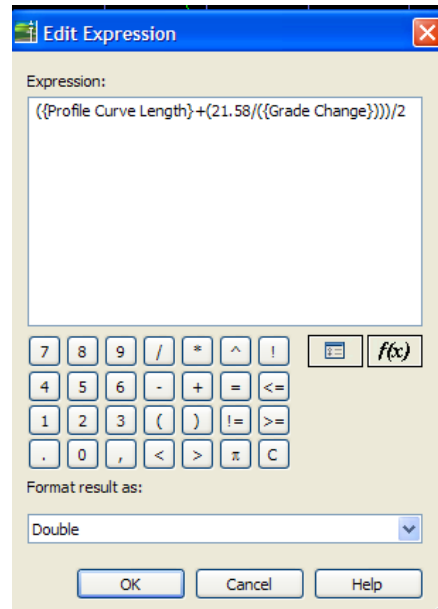 Edit Expression
Expression:
({Profile Curve Length}+(21.58/({Grade Change})))/2
7 8 9 / * ^ ! f(x)
4 5 6 - + = <=
1 2 3 ( ) != >=
. 0 , < > π C
Format result as:
Double
OK Cancel Help